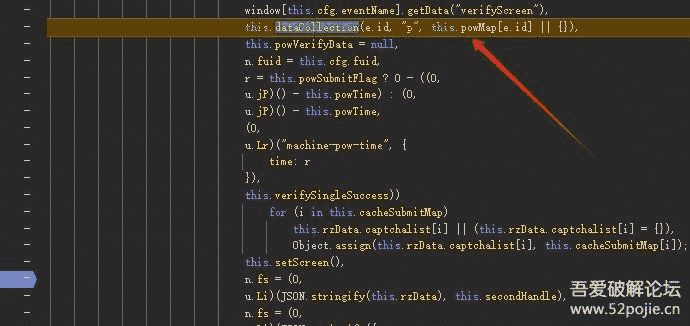 window[this.cfg.eventName].getData("verifyScreen"),
this.dataCollection(e.id, "p", this.powMap[e.id] || {}),
this.powVerifyData = null,
n.fuid = this.cfg.fuid,
r = this.powSubmitFlag ? 0 - ((0,
u.jP)() - this.powTime) : (0,
u.jP)() - this.powTime,
(0,
u.Lr)("machine-pow-time", {
time: r
}),
this.verifySingleSuccess))
for (i in this.cacheSubmitMap)
this.rzData.captchalist[i] || (this.rzData.captchalist[i] = {}),
Object.assign(this.rzData.captchalist[i], this.cacheSubmitMap[i]);
this.setScreen(),
n.fs = (0,
u.Li)(JSON.stringify(this.rzData), this.secondHandle),
n.fs = (0,
吾爱破解论坛
www.52pojie.cn